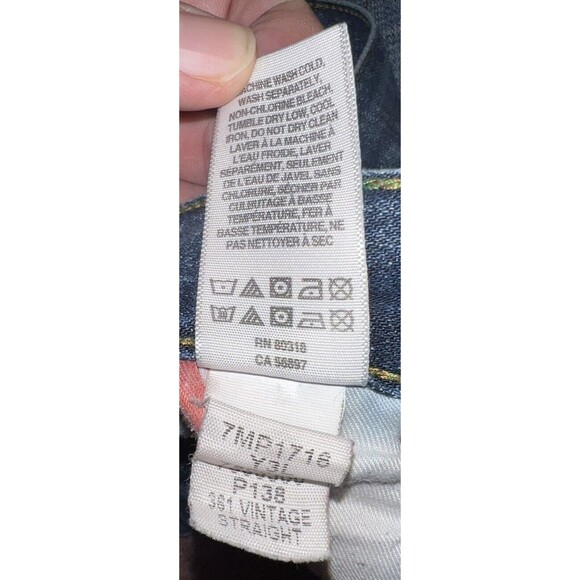 MACHINE WASH COLD,
WASH SEPARATELY,
NON-CHLORINE BLEACH,
TUMBLE DRY LOW, COOL
IRON, DO NOT DRY CLEAN
LAVER À LA MACHINE À
L'EAU FROIDE, LAVER
SÉPARÉMENT, SEULEMENT
DE L'EAU DE JAVEL SANS
CHLORURE, SÉCHER PAR
CULBUTAGE À BASSE
TEMPÉRATURE, FER À
BASSE TEMPÉRATURE, NE
PAS NETTOYER À SEC
RN 80318
CA 56897
7MP1716
P138
361 VINTAGE
STRAIGHT